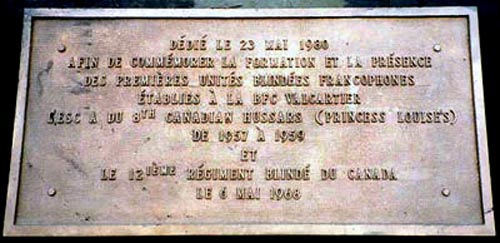 DÉDIÉ LE 23 MAI 1980
AFIN DE COMMÉMORER LA FORMATION ET LA PRÉSENCE
DES PREMIÈRES UNITÉS BLINDÉES FRANCOPHONES
ÉTABLIES À LA BFC VALCARTIER
L'ESC A DU 8TH CANADIAN HUSSARS (PRINCESS LOUISE'S)
DE 1957 À 1959
ET
LE 12IÈME RÉGIMENT BLINDÉ DU CANADA
LE 6 MAI 1968